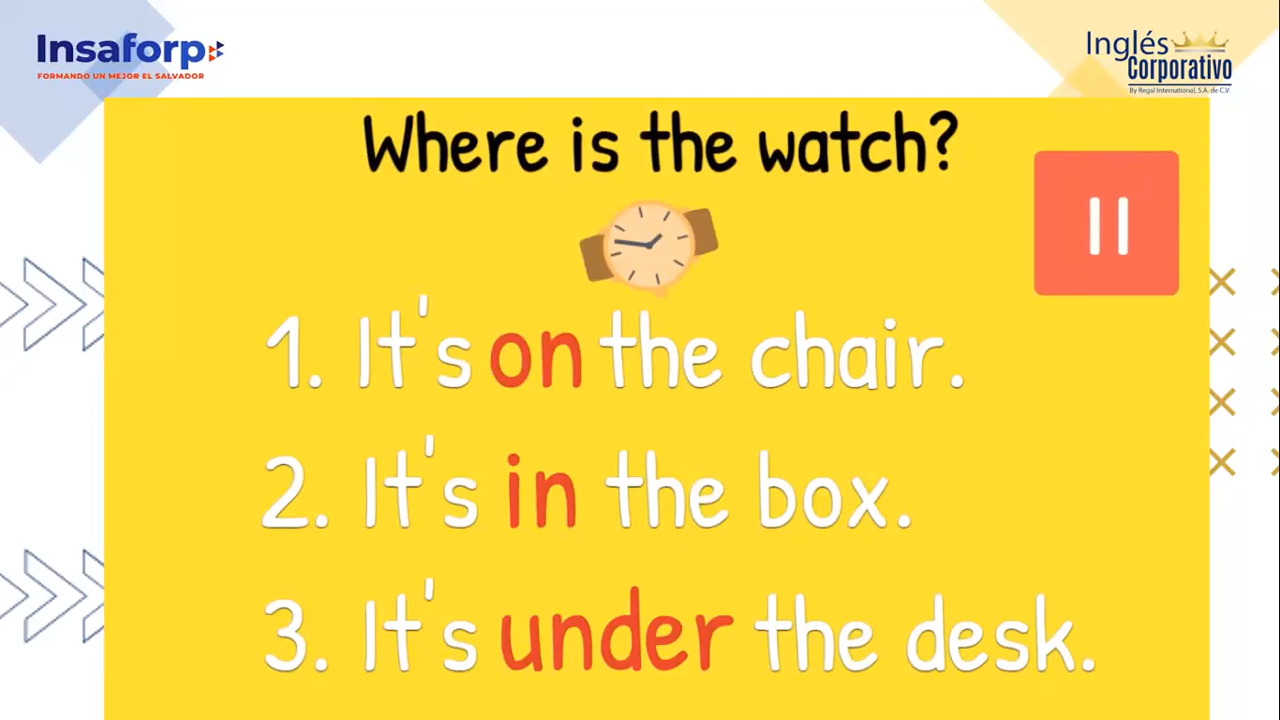 Insaforp
FORMANDO UN MEJOR EL SALVADOR
Inglés
Corporativo
By Regal International, S.A. de C.V
Where is the watch?
1. It's on the chair.
2. It's in the box.
3. It's under the desk.